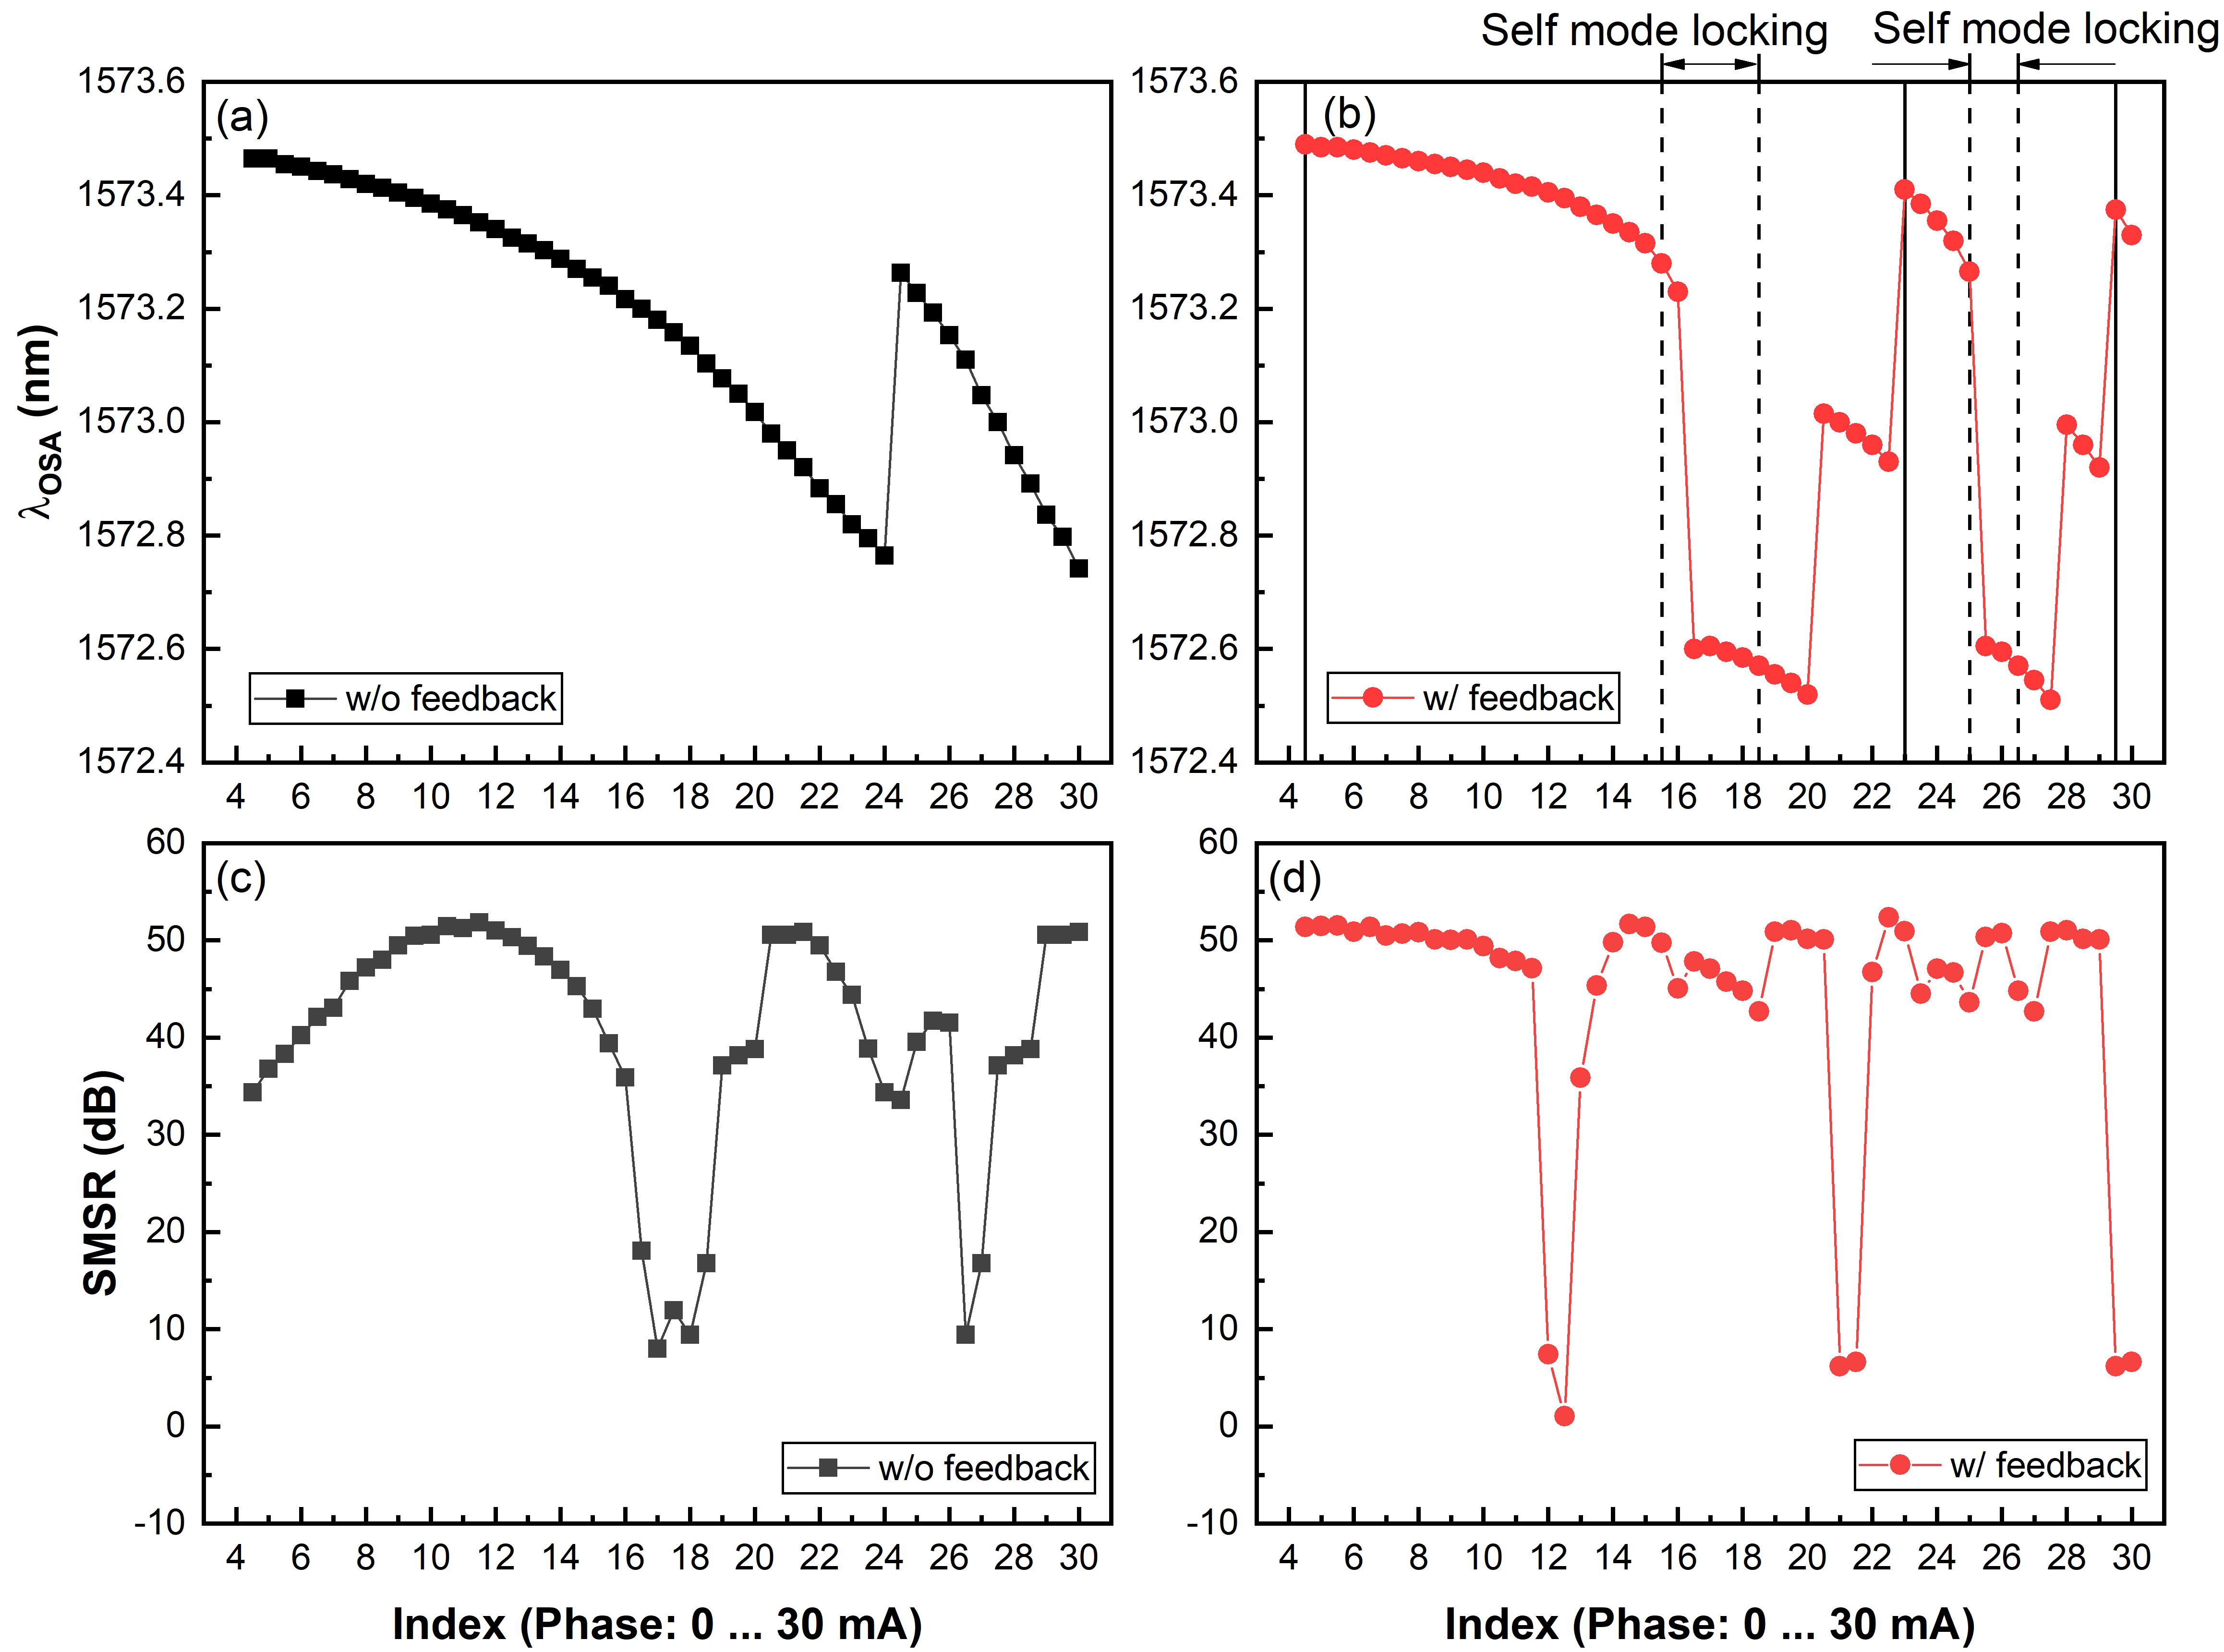 Self mode locking
Self mode locking
1573.6
1573.4
1573.2
1573.0
1572.8
1572.6
1572.4
λOSA (nm)
(a)
w/o feedback
4 6 8 10 12 14 16 18 20 22 24 26 28 30
1573.6
1573.4
1573.2
1573.0
1572.8
1572.6
1572.4
(b)
w/ feedback
4 6 8 10 12 14 16 18 20 22 24 26 28 30
60
50
40
30
20
10
0
-10
SMSR (dB)
(c)
w/o feedback
4 6 8 10 12 14 16 18 20 22 24 26 28 30
Index (Phase: 0 ... 30 mA)
60
50
40
30
20
10
0
-10
(d)
w/ feedback
4 6 8 10 12 14 16 18 20 22 24 26 28 30
Index (Phase: 0 ... 30 mA)